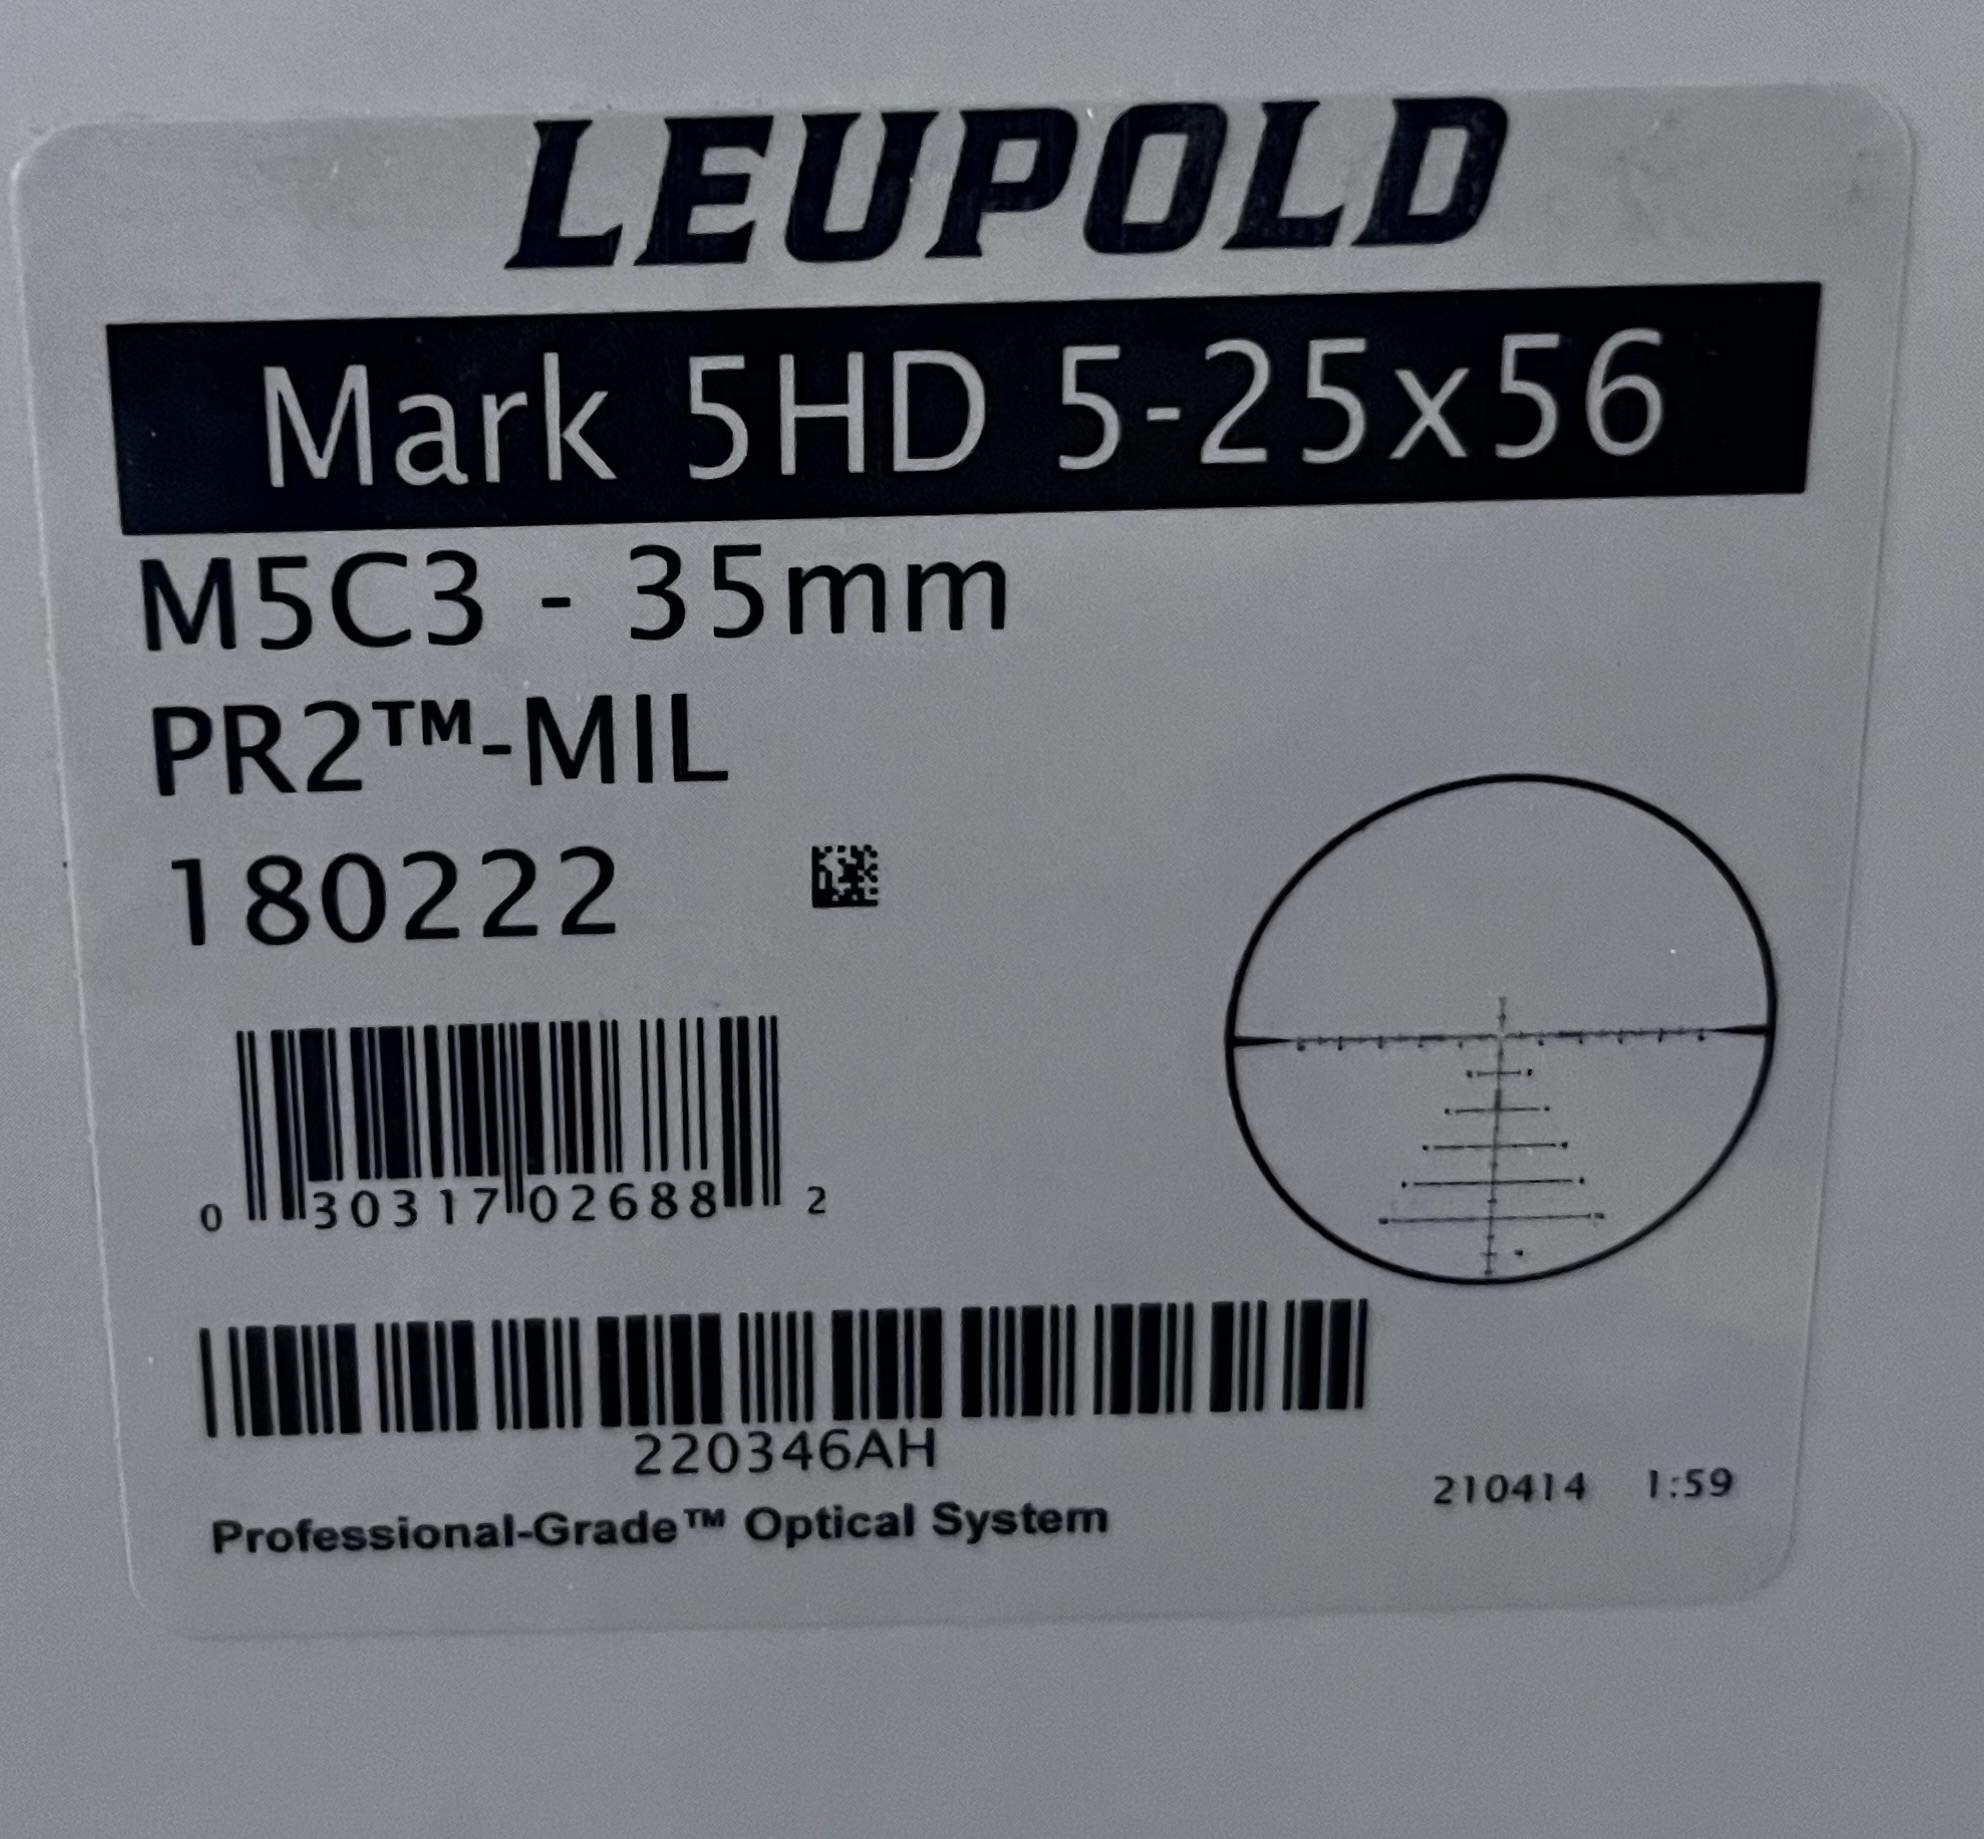 LEUPOLD
Mark 5HD 5-25x56
M5C3 - 35mm
PR2™-MIL
180222
0 30317 02688 2
220346AH
Professional-Grade™ Optical System
210414 1:59